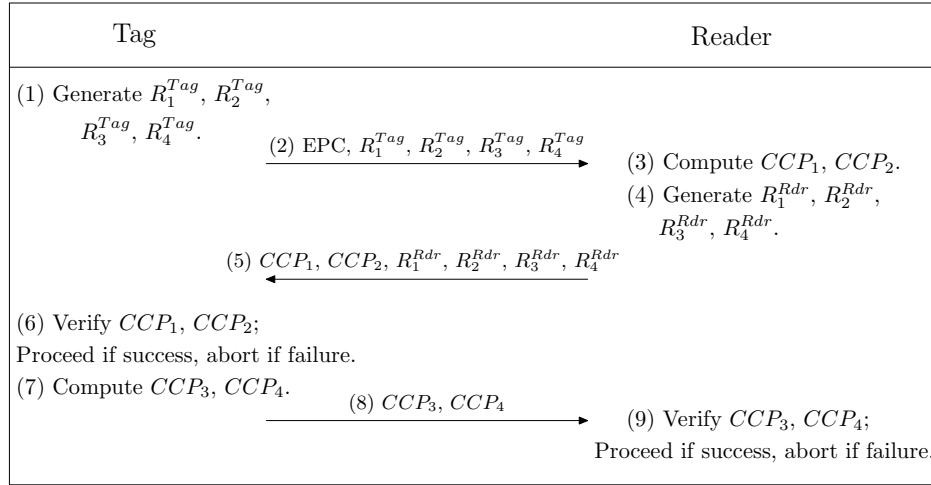 Tag
Reader
(1) Generate $R_1^{Tag}$, $R_2^{Tag}$,
$R_3^{Tag}$, $R_4^{Tag}$.
(2) EPC, $R_1^{Tag}$, $R_2^{Tag}$, $R_3^{Tag}$, $R_4^{Tag}$
(3) Compute $CCP_1$, $CCP_2$.
(4) Generate $R_1^{Rdr}$, $R_2^{Rdr}$,
$R_3^{Rdr}$, $R_4^{Rdr}$.
(5) $CCP_1$, $CCP_2$, $R_1^{Rdr}$, $R_2^{Rdr}$, $R_3^{Rdr}$, $R_4^{Rdr}$
(6) Verify $CCP_1$, $CCP_2$;
Proceed if success, abort if failure.
(7) Compute $CCP_3$, $CCP_4$.
(8) $CCP_3$, $CCP_4$
(9) Verify $CCP_3$, $CCP_4$;
Proceed if success, abort if failure.